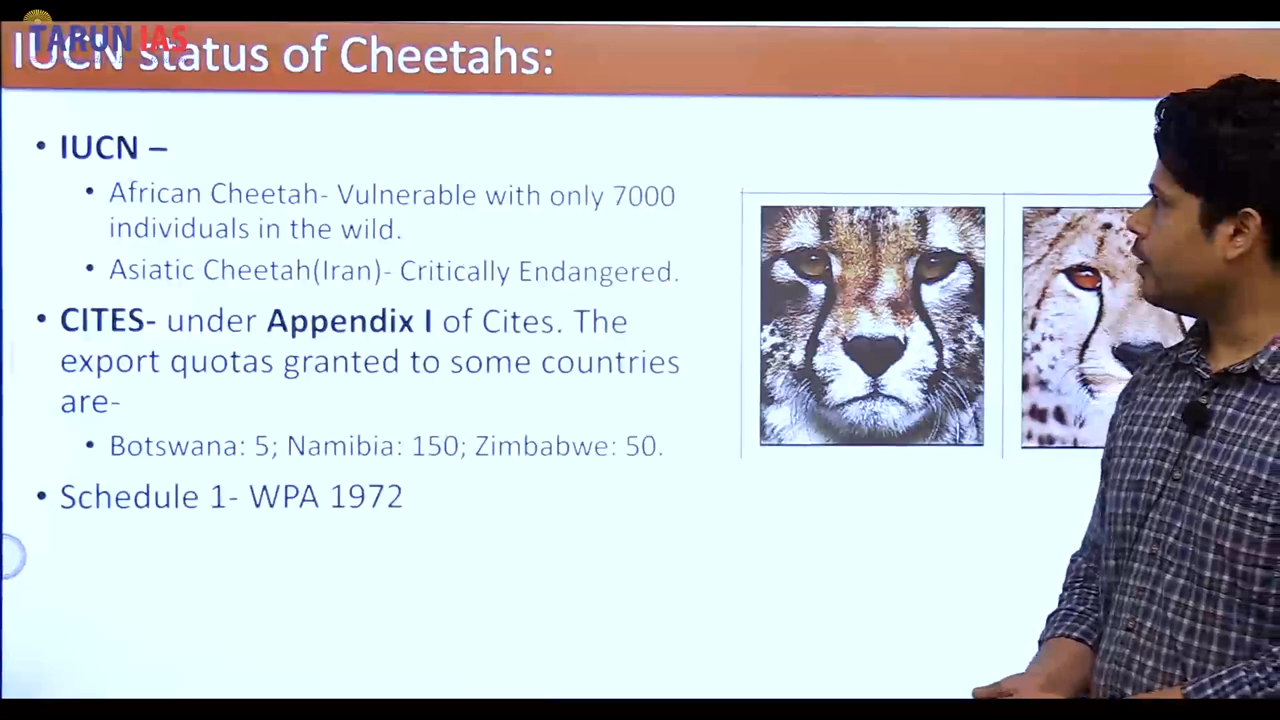 TARUN IAS
IUCN status of Cheetahs:
• IUCN –
• African Cheetah- Vulnerable with only 7000
individuals in the wild.
• Asiatic Cheetah(Iran)- Critically Endangered.
• CITES- under Appendix I of Cites. The
export quotas granted to some countries
are-
• Botswana: 5; Namibia: 150; Zimbabwe: 50.
• Schedule 1- WPA 1972